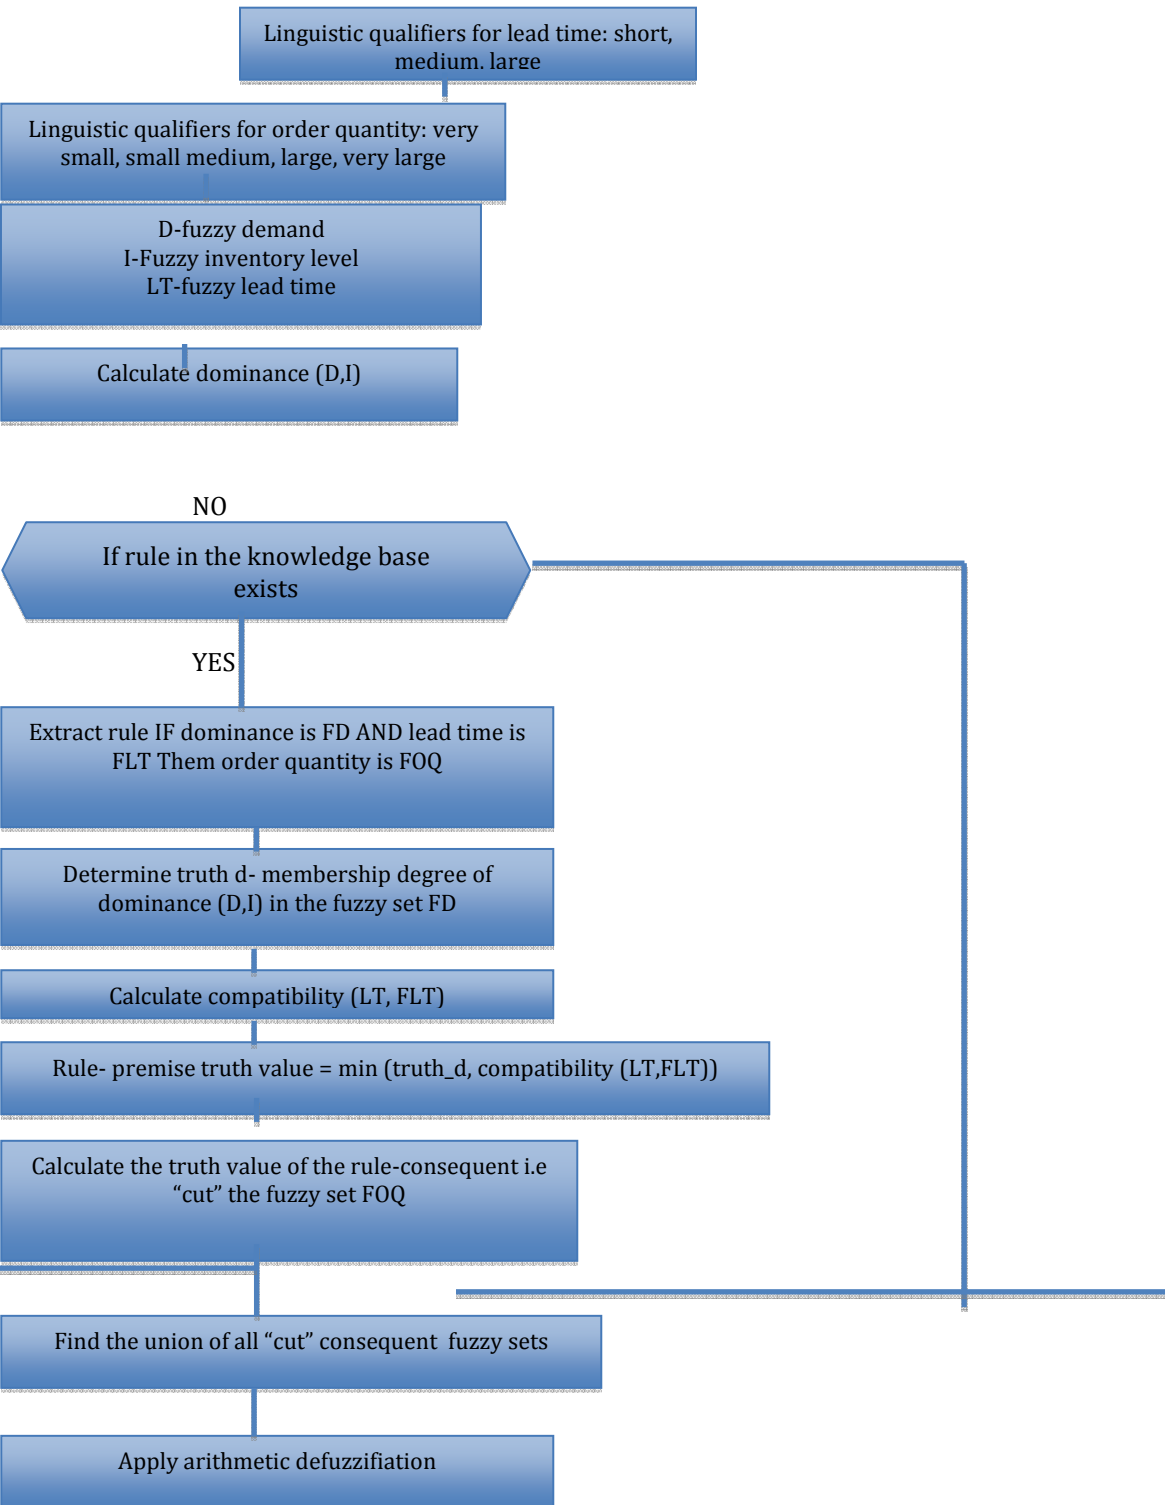 Linguistic qualifiers for lead time: short,
medium. large
Linguistic qualifiers for order quantity: very
small, small medium, large, very large
D-fuzzy demand
I-Fuzzy inventory level
LT-fuzzy lead time
Calculate dominance (D,I)
NO
If rule in the knowledge base
exists
YES
Extract rule IF dominance is FD AND lead time is
FLT Them order quantity is FOQ
Determine truth d- membership degree of
dominance (D,I) in the fuzzy set FD
Calculate compatibility (LT, FLT)
Rule- premise truth value = min (truth_d, compatibility (LT,FLT))
Calculate the truth value of the rule-consequent i.e
“cut” the fuzzy set FOQ
Find the union of all “cut” consequent fuzzy sets
Apply arithmetic defuzzifiation